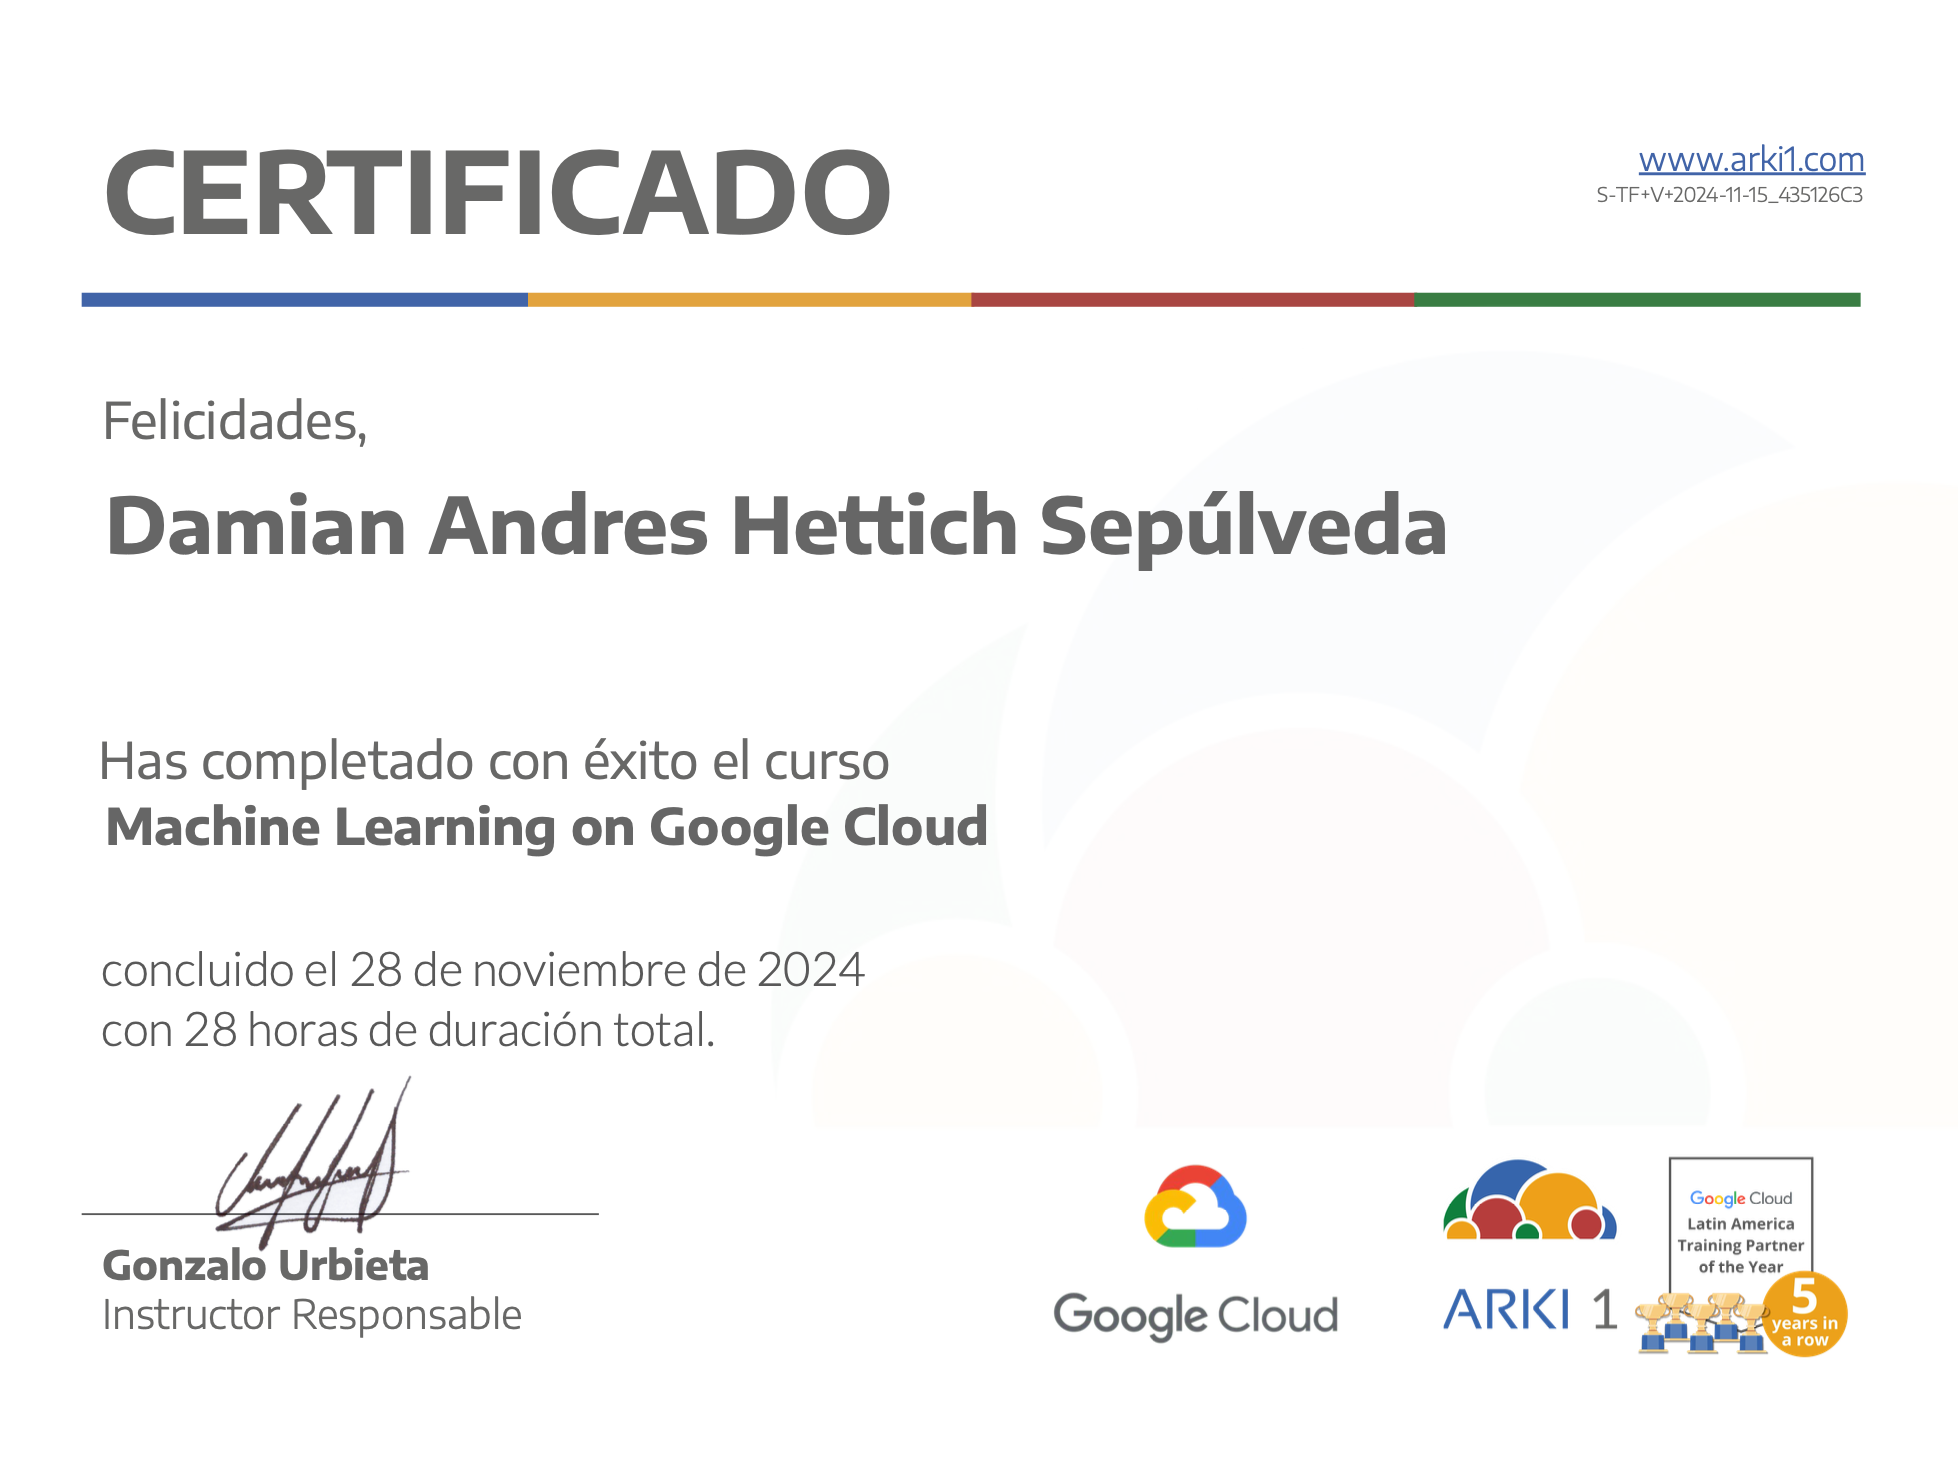 CERTIFICADO
www.arki1.com
S-TF+V+2024-11-15_435126C3
Felicidades,
Damian Andres Hettich Sepúlveda
Has completado con éxito el curso
Machine Learning on Google Cloud
concluido el 28 de noviembre de 2024
con 28 horas de duración total.
Gonzalo Urbieta
Instructor Responsable
Google Cloud
ARKI 1
Google Cloud
Latin America
Training Partner
of the Year
5
years in
a row